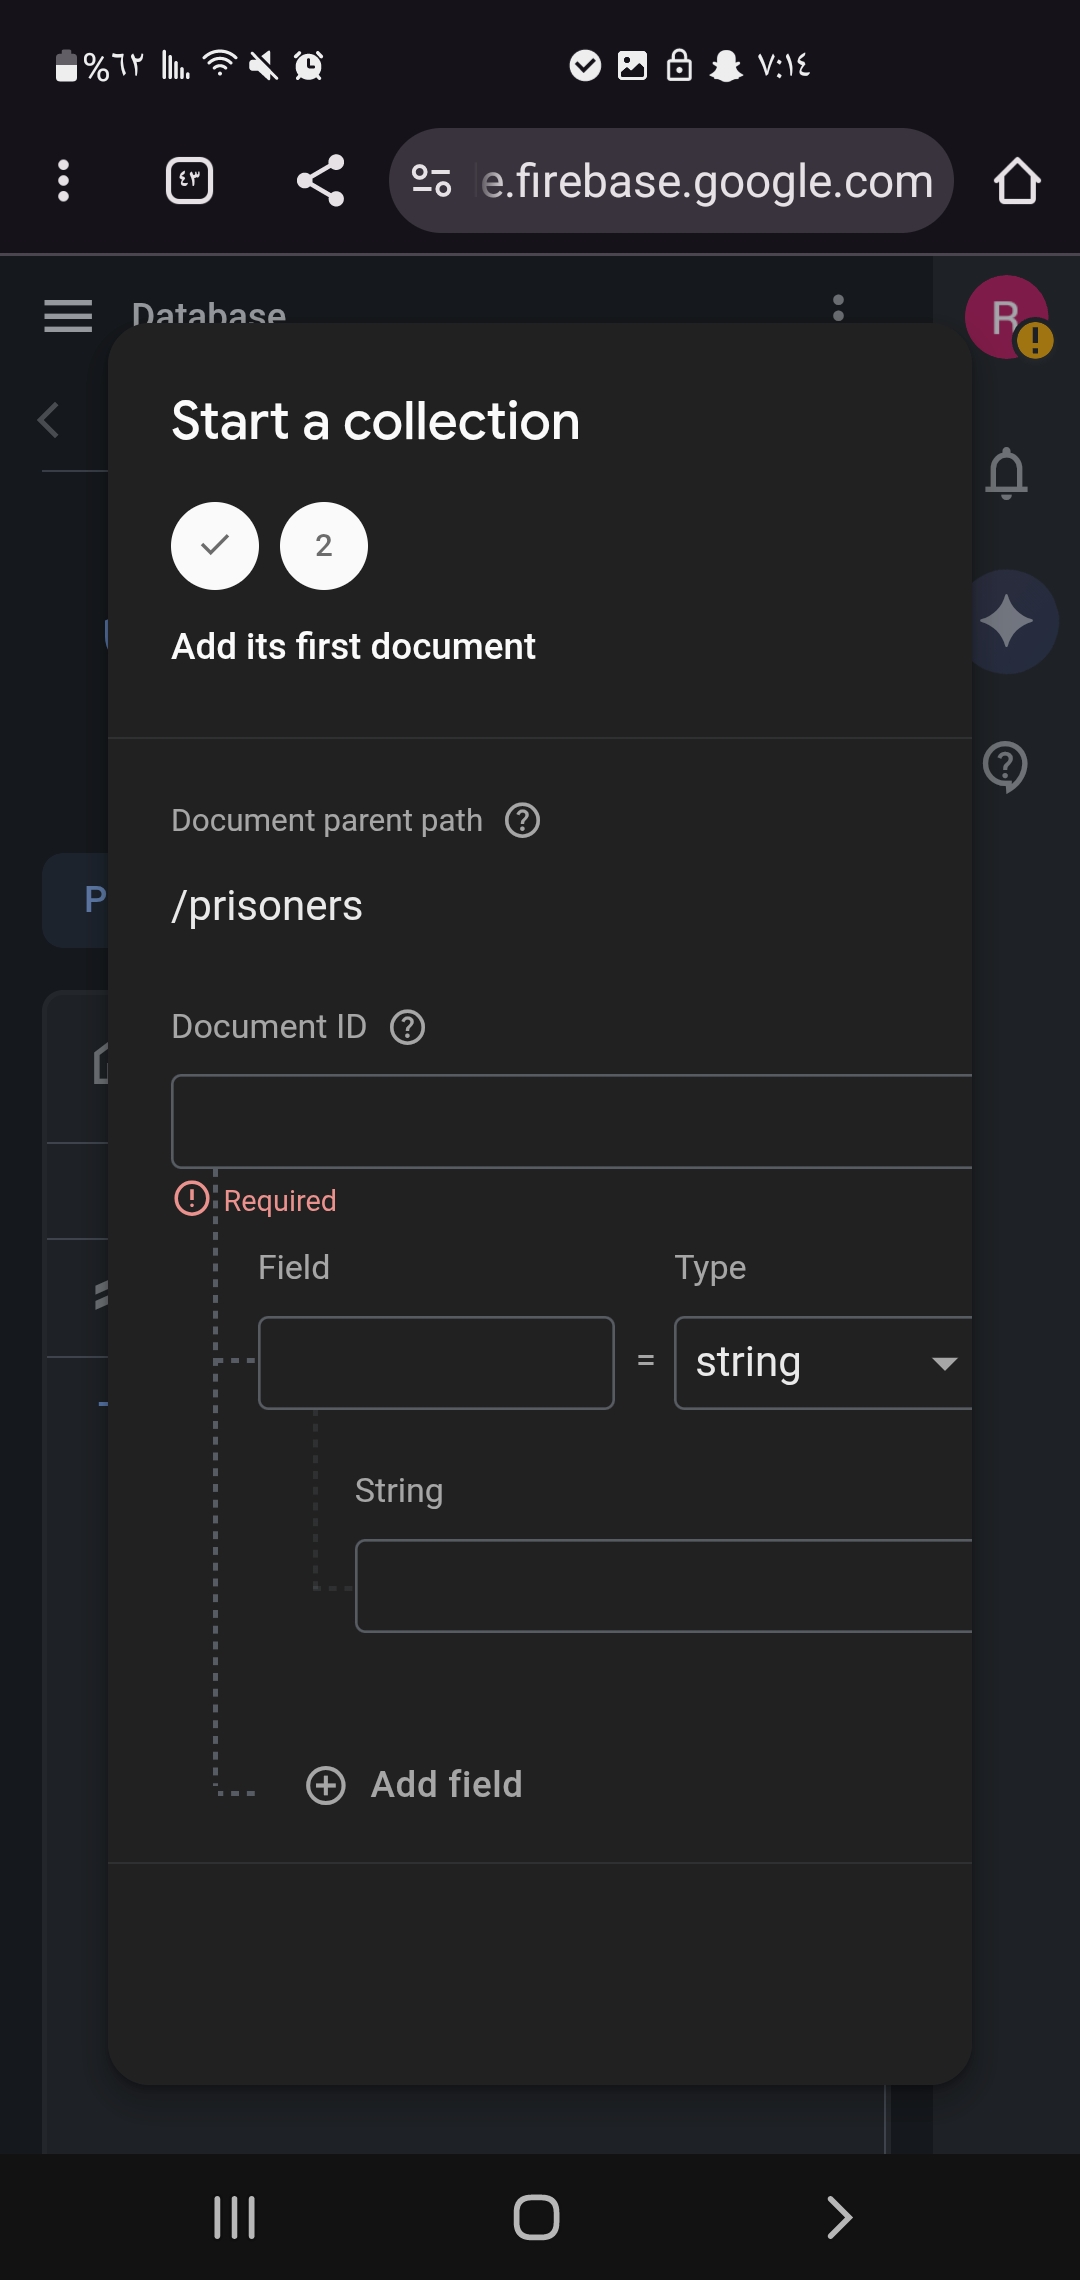 %٦٢ ٧:١٤
٤٣ e.firebase.google.com
Database
R
Start a collection
2
Add its first document
Document parent path
/prisoners
P
Document ID
Required
Field Type
= string
String
Add field